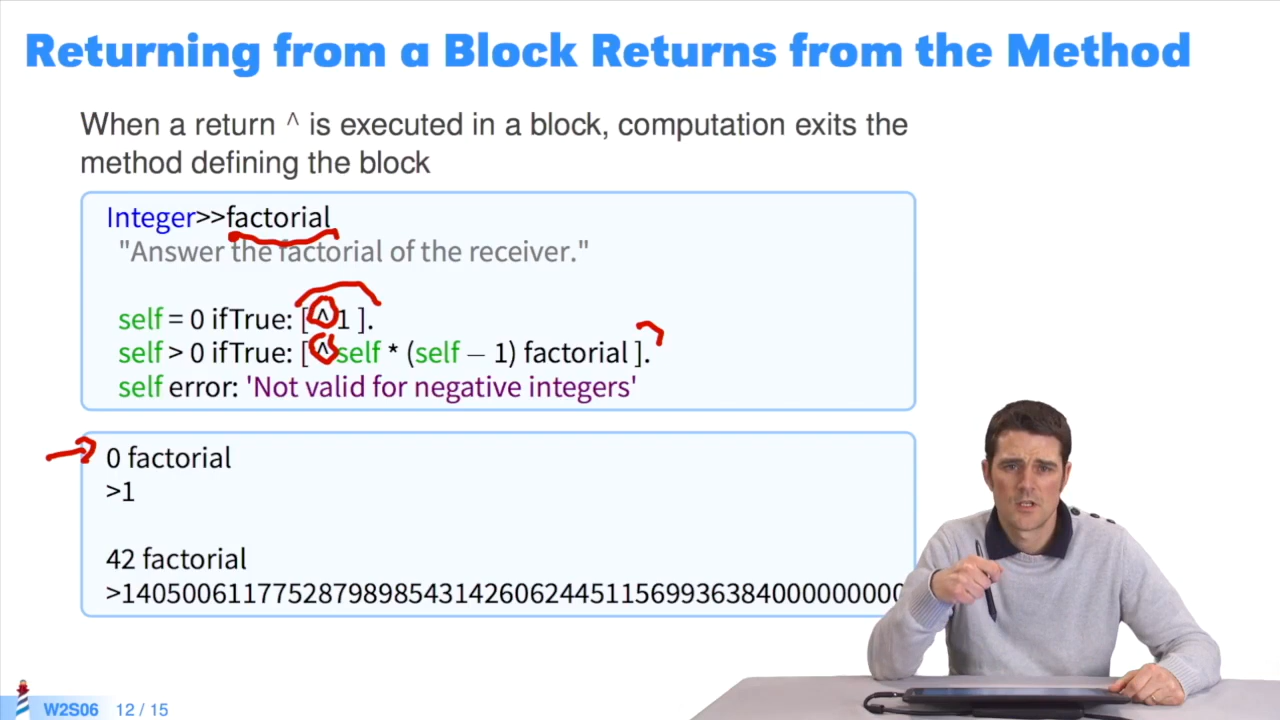 Returning from a Block Returns from the Method
When a return ^ is executed in a block, computation exits the
method defining the block
Integer>>factorial
"Answer the factorial of the receiver."
self = 0 ifTrue: [ ^ 1 ].
self > 0 ifTrue: [ ^ self * (self – 1) factorial ].
self error: 'Not valid for negative integers'
0 factorial
>1
42 factorial
>1405006117752879898543142606244511569936384000000000
W2S06 12 / 15